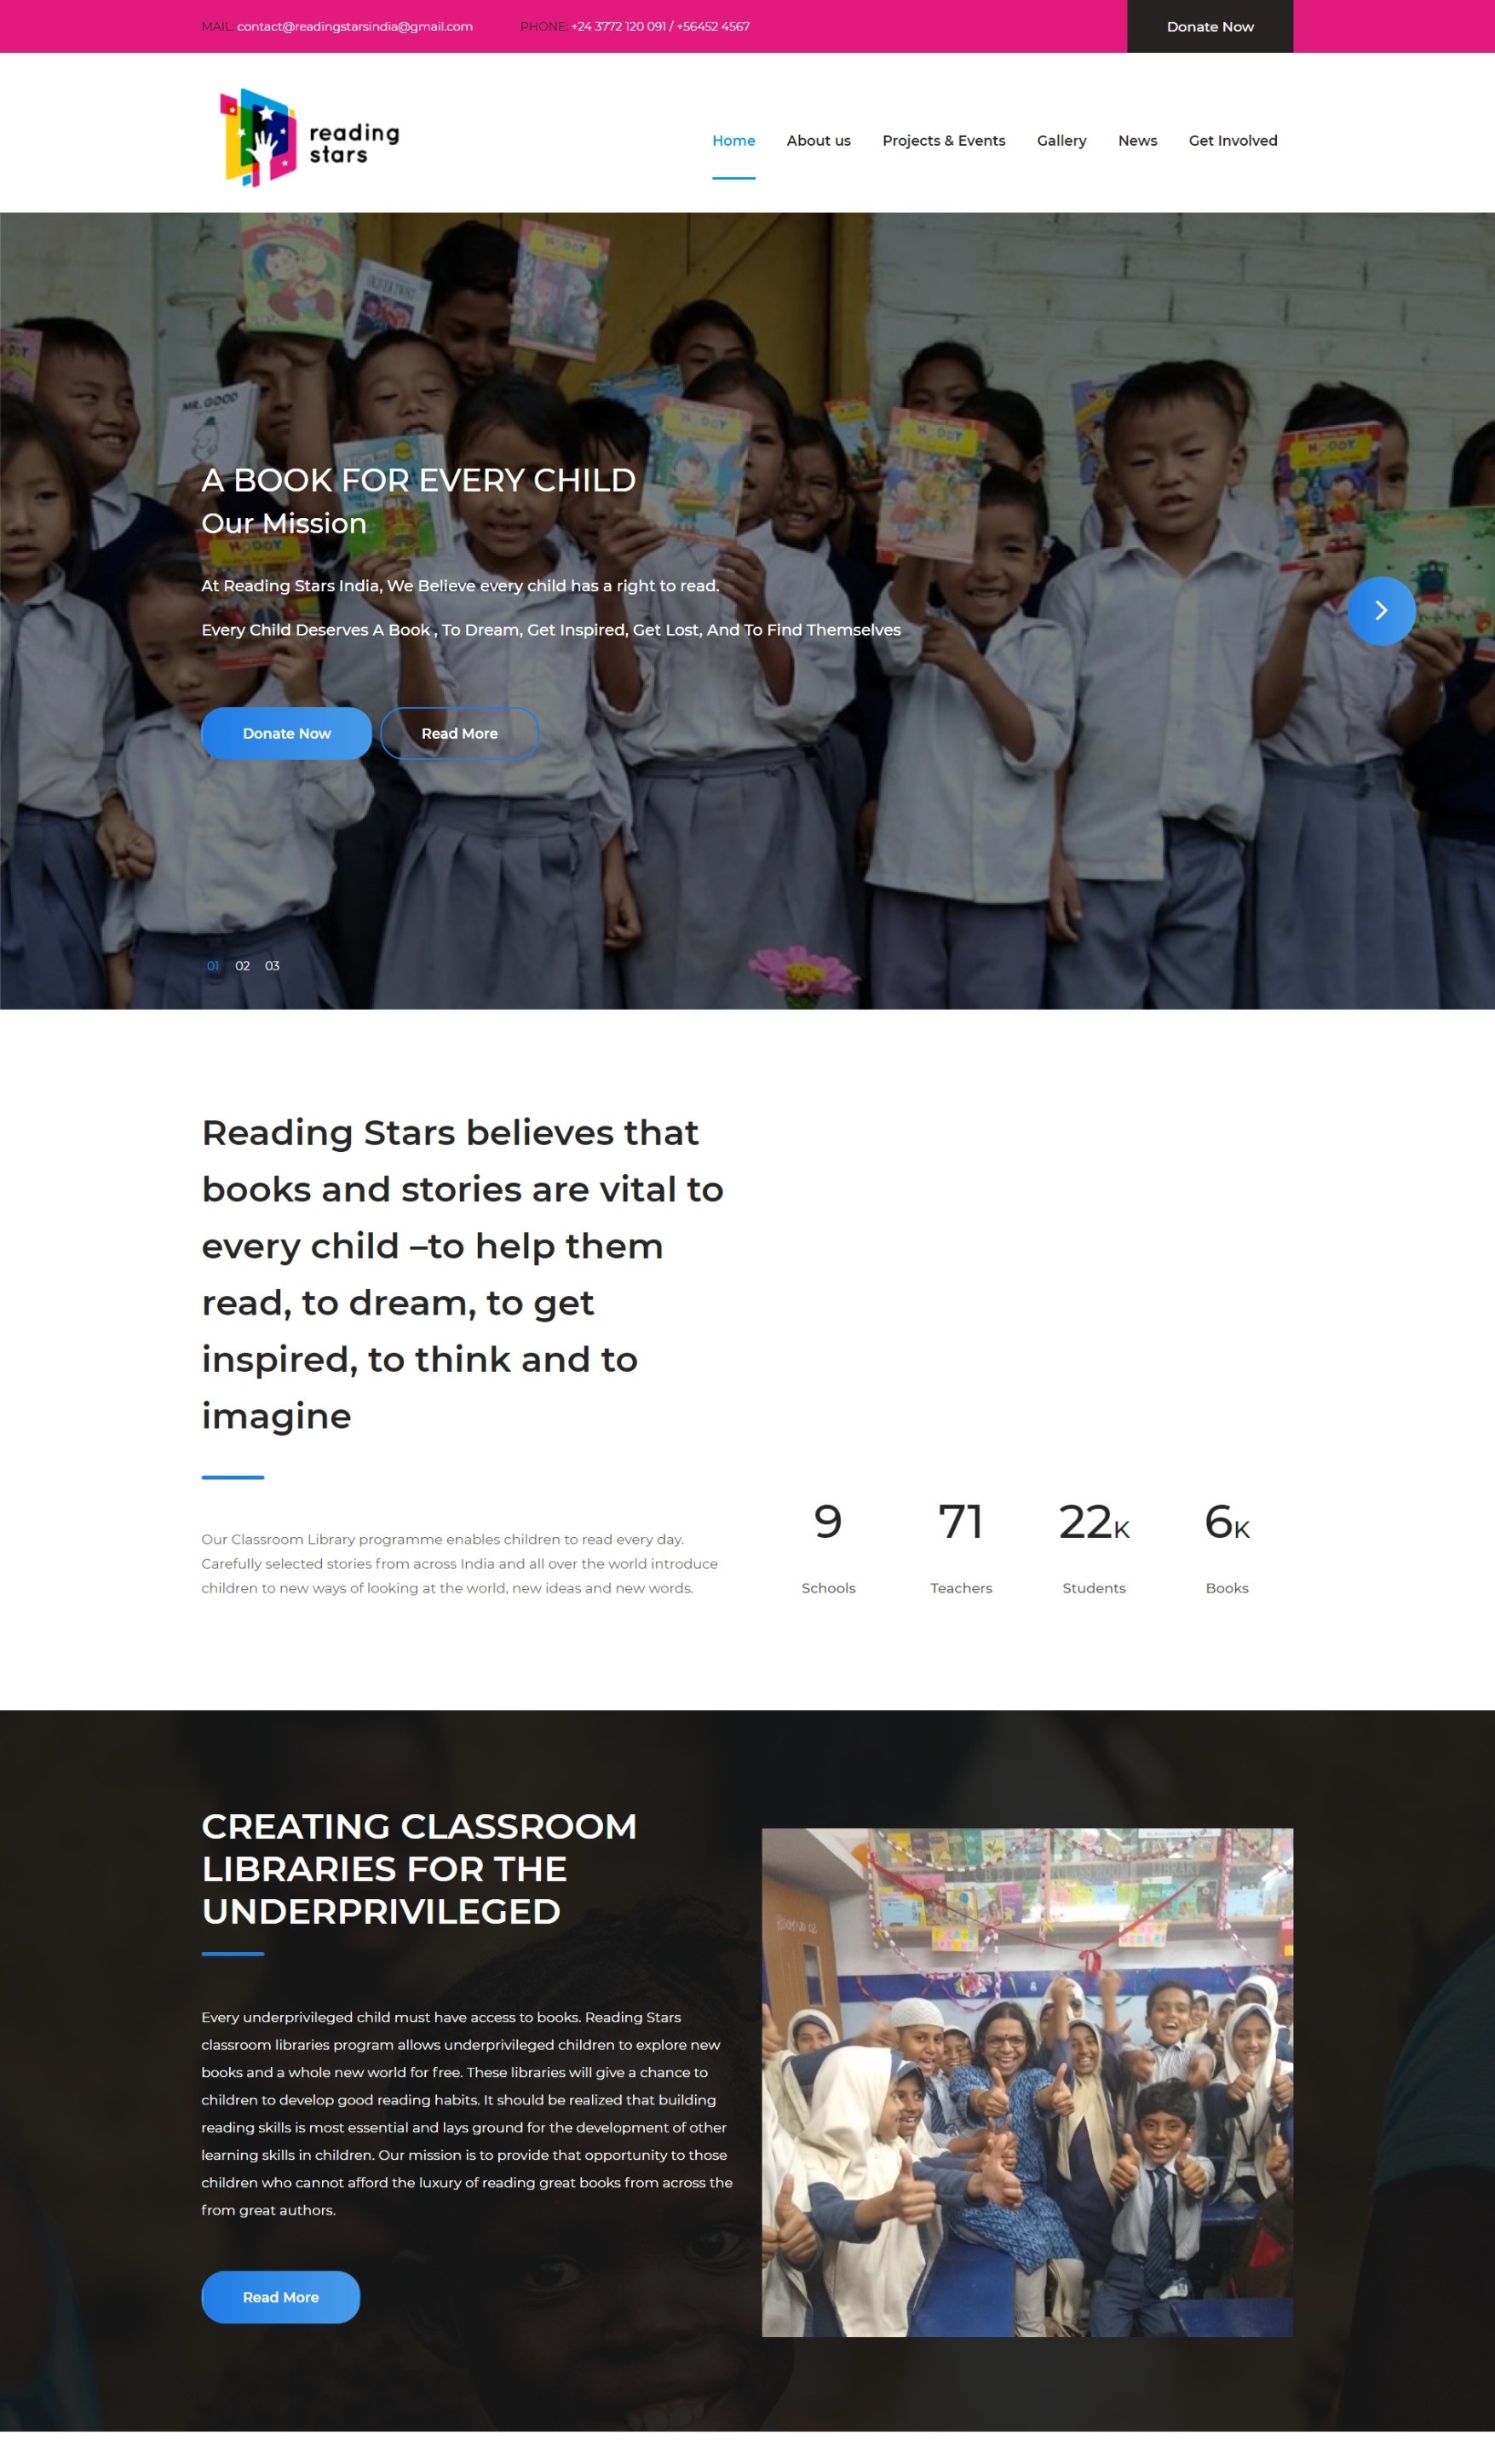 MAIL: contact@readingstarsindia@gmail.com
PHONE: +24 3772 120 091 / +56452 4567
Donate Now
reading
stars
Home
About us
Projects & Events
Gallery
News
Get Involved
NODDY
NODDY
OLIVER TWIST
MR. GOOD
NODDY
NODDY
NODDY
NODDY
A BOOK FOR EVERY CHILD
Our Mission
At Reading Stars India, We Believe every child has a right to read.
Every Child Deserves A Book , To Dream, Get Inspired, Get Lost, And To Find Themselves
Donate Now
Read More
01 02 03
Reading Stars believes that
books and stories are vital to
every child –to help them
read, to dream, to get
inspired, to think and to
imagine
Our Classroom Library programme enables children to read every day.
Carefully selected stories from across India and all over the world introduce
children to new ways of looking at the world, new ideas and new words.
9
Schools
71
Teachers
22K
Students
6K
Books
CREATING CLASSROOM
LIBRARIES FOR THE
UNDERPRIVILEGED
Every underprivileged child must have access to books. Reading Stars
classroom libraries program allows underprivileged children to explore new
books and a whole new world for free. These libraries will give a chance to
children to develop good reading habits. It should be realized that building
reading skills is most essential and lays ground for the development of other
learning skills in children. Our mission is to provide that opportunity to those
children who cannot afford the luxury of reading great books from across the
from great authors.
Read More
CLASSROOM LIBRARY